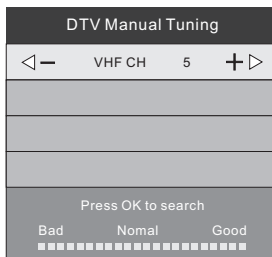 DTV Manual Tuning
VHF CH 5
Press OK to search
Bad Nomal Good